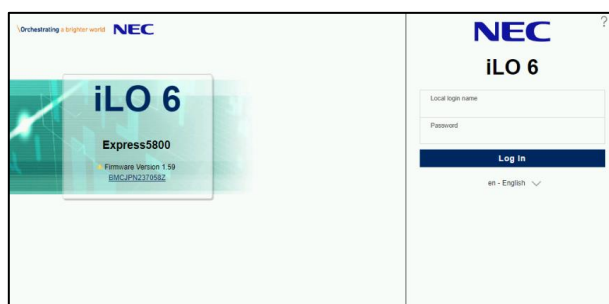 \Orchestrating a brighter world NEC
iLO 6
Express5800
Firmware Version 1.59
BMCJPN237058Z
NEC
?
iLO 6
Local login name
Password
Log In
en - English